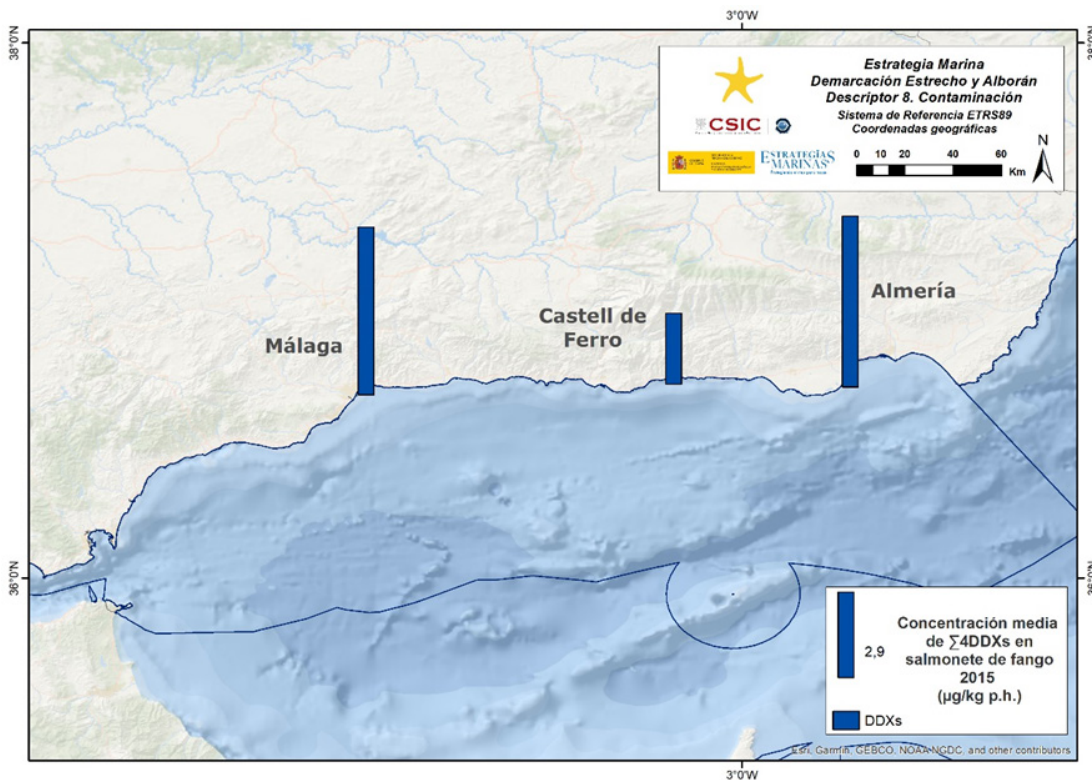 3°0'W
38°0'N
Estrategia Marina
Demarcación Estrecho y Alborán
Descriptor 8. Contaminación
Sistema de Referencia ETRS89
Coordenadas geográficas
CSIC
ESTRATEGIAS
MARINAS
0 10 20 40 60
Km
N
Almería
Castell de
Ferro
Málaga
36°0'N
36°0'N
2,9
Concentración media
de ∑4DDXs en
salmonete de fango
2015
(µg/kg p.h.)
DDXs
Esri, Garmin, GEBCO, NOAA NGDC, and other contributors
3°0'W